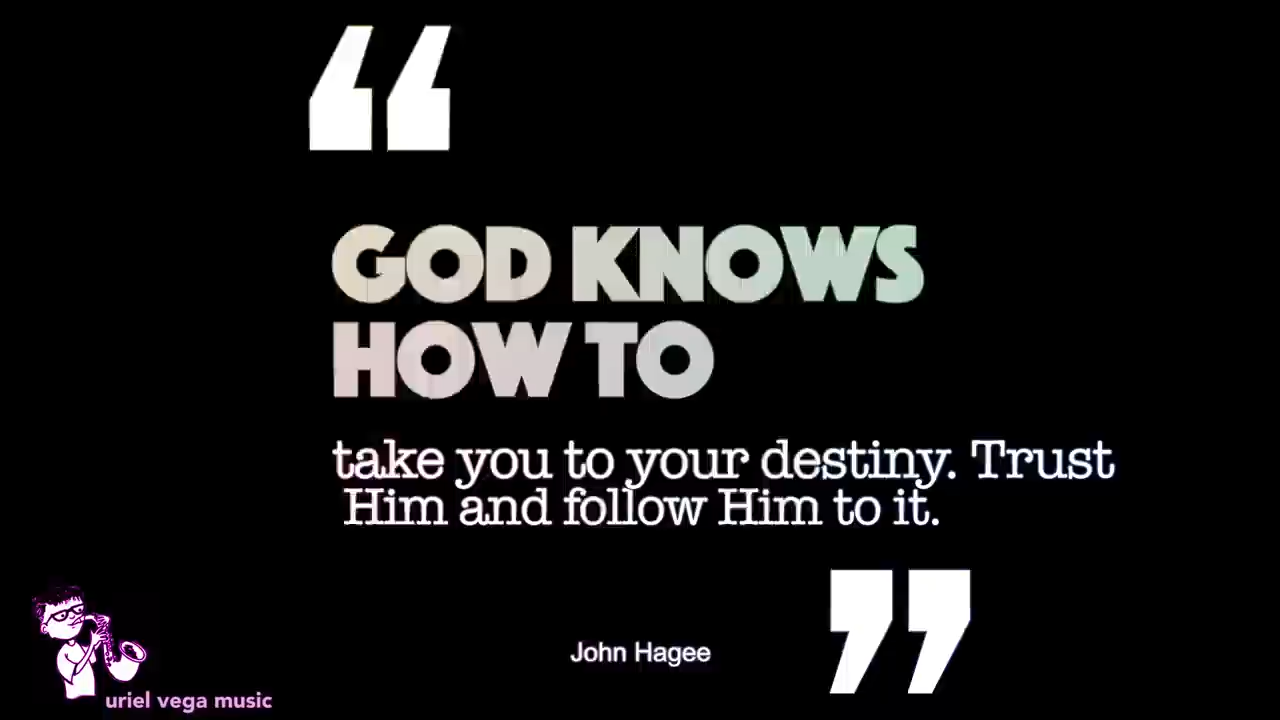 “
GOD KNOWS
HOW TO
take you to your destiny. Trust
Him and follow Him to it.
”
John Hagee
uriel vega music